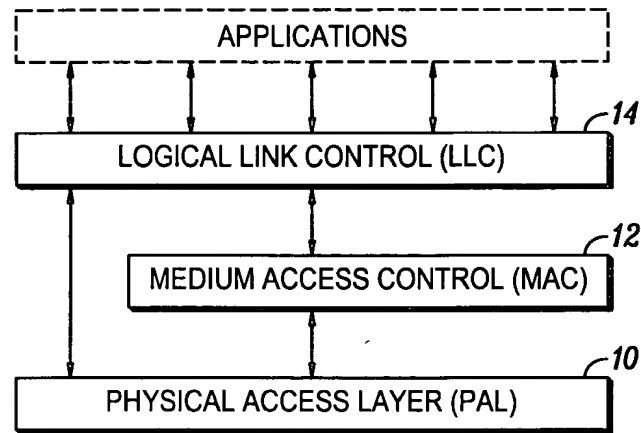 APPLICATIONS
14
LOGICAL LINK CONTROL (LLC)
12
MEDIUM ACCESS CONTROL (MAC)
10
PHYSICAL ACCESS LAYER (PAL)